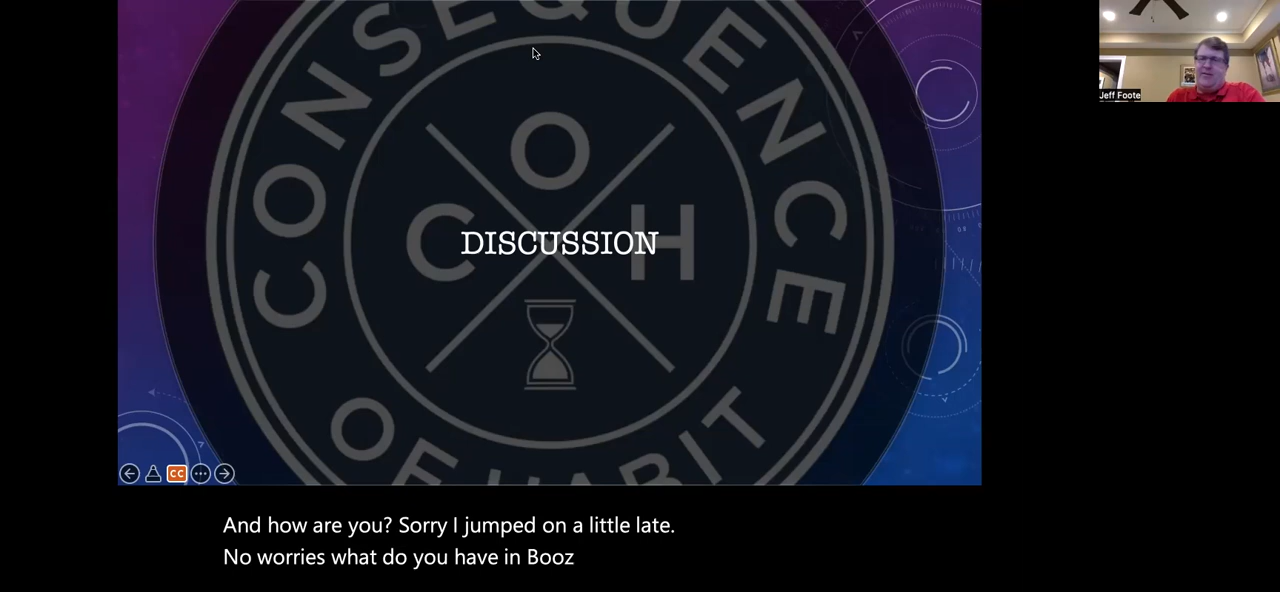 CONSEQUENCE
Jeff Foote
O
C H
DISCUSSION
OF HABIT
CC
And how are you? Sorry I jumped on a little late.
No worries what do you have in Booz